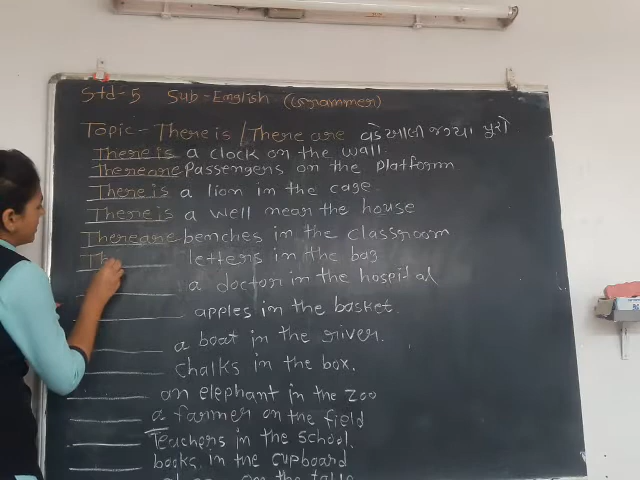 Std-5 Sub-English-(Grammer)
Topic - There is / There are વડે ખાલી જગ્યા પૂરો
There is a clock on the wall.
There are Passengers on the platform
There is a lion in the cage.
There is a well near the house
There are benches in the classroom
Th letters in the bag
a doctor in the hospital
apples in the basket.
a boat in the river.
chalks in the box.
an elephant in the zoo
a farmer on the field
Teachers in the school.
books in the cupboard
on the